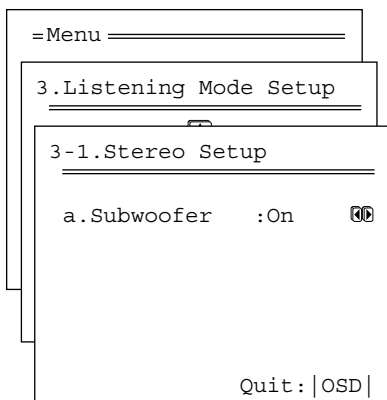 =Menu
3.Listening Mode Setup
3-1.Stereo Setup
a.Subwoofer :On
Quit:|OSD|